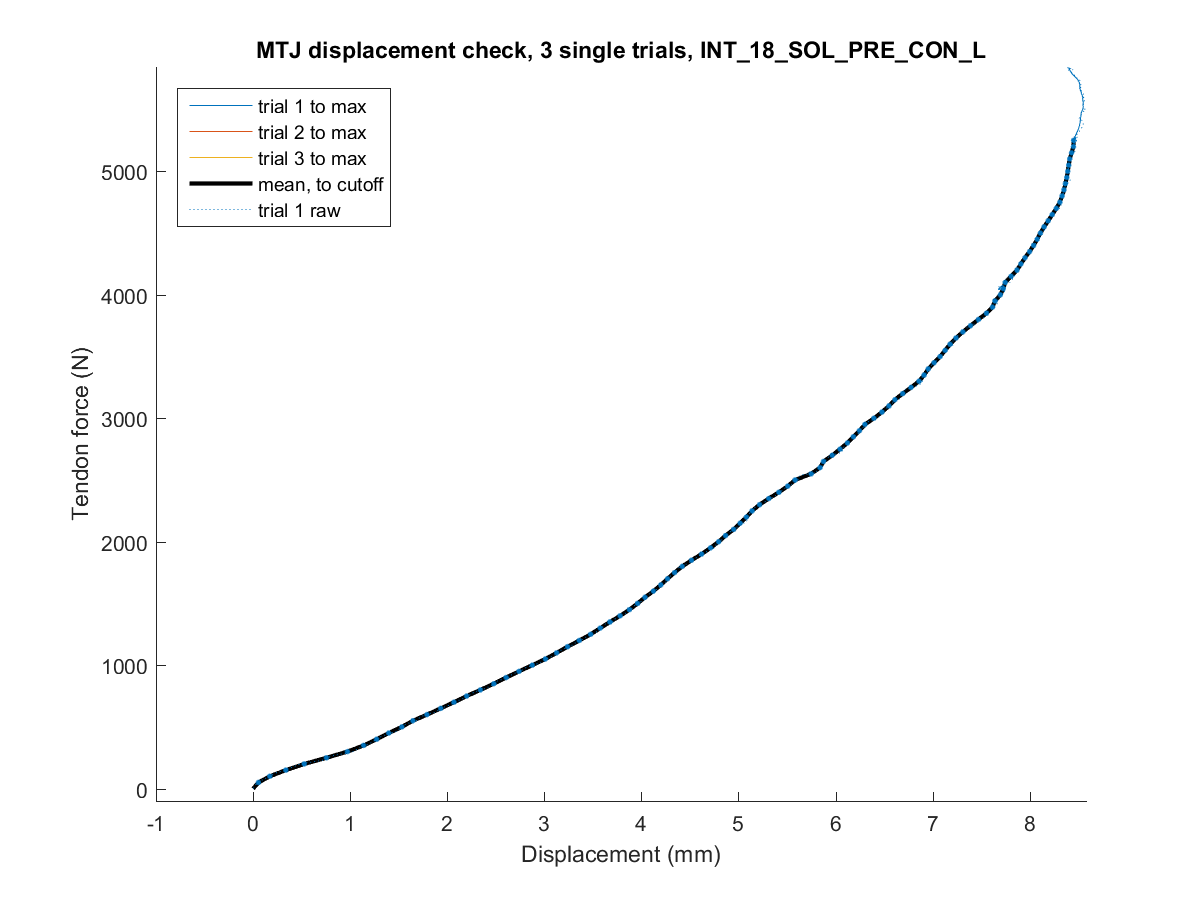 MTJ displacement check, 3 single trials, INT_18_SOL_PRE_CON_L
trial 1 to max
trial 2 to max
trial 3 to max
mean, to cutoff
trial 1 raw
5000
4000
3000
2000
1000
0
Tendon force (N)
-1 0 1 2 3 4 5 6 7 8
Displacement (mm)